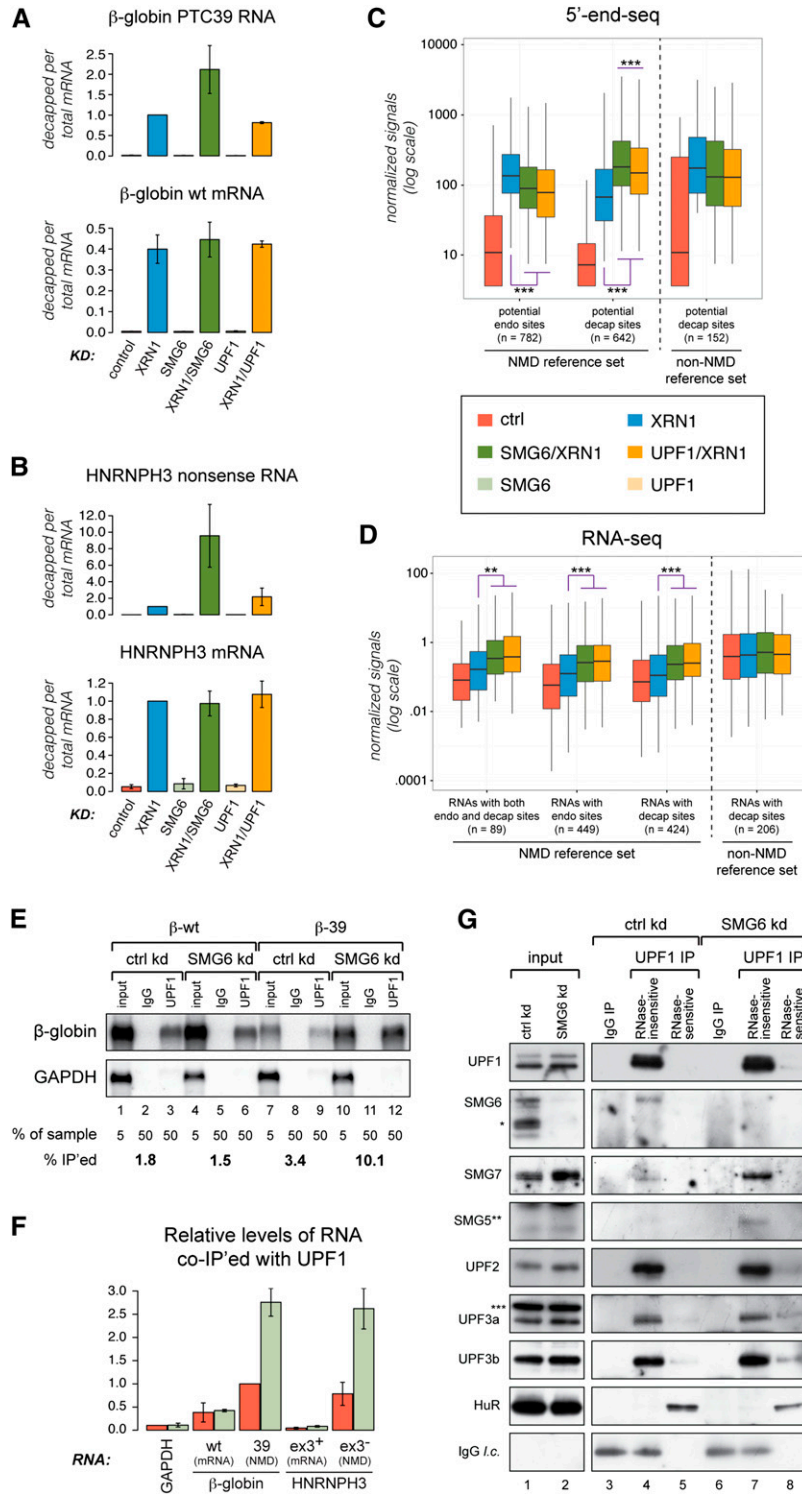 A
β-globin PTC39 RNA
decapped per
total mRNA
2.5
2.0
1.5
1.0
0.5
0.0
β-globin wt mRNA
decapped per
total mRNA
0.5
0.4
0.3
0.2
0.1
0.0
KD:
control
XRN1
SMG6
XRN1/SMG6
UPF1
XRN1/UPF1
B
HNRNPH3 nonsense RNA
decapped per
total mRNA
12.0
10.0
8.0
6.0
4.0
2.0
0
HNRNPH3 mRNA
decapped per
total mRNA
1.2
1.0
0.8
0.6
0.4
0.2
0.0
KD:
control
XRN1
SMG6
XRN1/SMG6
UPF1
XRN1/UPF1
C
5'-end-seq
normalized signals
(log scale)
10000
1000
100
10
***
***
***
potential
endo sites
(n = 782)
potential
decap sites
(n = 642)
potential
decap sites
(n = 152)
NMD reference set
non-NMD
reference set
ctrl
XRN1
SMG6/XRN1
UPF1/XRN1
SMG6
UPF1
D
RNA-seq
normalized signals
(log scale)
100
1
.01
.0001
**
***
***
RNAs with both
endo and decap sites
(n = 89)
RNAs with
endo sites
(n = 449)
RNAs with
decap sites
(n = 424)
RNAs with
decap sites
(n = 206)
NMD reference set
non-NMD
reference set
E
β-wt
β-39
ctrl kd
SMG6 kd
ctrl kd
SMG6 kd
input
IgG
UPF1
input
IgG
UPF1
input
IgG
UPF1
input
IgG
UPF1
β-globin
GAPDH
1 2 3 4 5 6 7 8 9 10 11 12
% of sample 5 50 50 5 50 50 5 50 50 5 50 50
% IP'ed 1.8 1.5 3.4 10.1
F
Relative levels of RNA
co-IP'ed with UPF1
3.0
2.5
2.0
1.5
1.0
0.5
0.0
RNA:
GAPDH
wt
(mRNA)
39
(NMD)
ex3+
(mRNA)
ex3-
(NMD)
β-globin
HNRNPH3
G
ctrl kd
SMG6 kd
input
UPF1 IP
UPF1 IP
ctrl kd
SMG6 kd
IgG IP
RNase-
insensitive
RNase-
sensitive
IgG IP
RNase-
insensitive
RNase-
sensitive
UPF1
SMG6
*
SMG7
SMG5**
UPF2
***
UPF3a
UPF3b
HuR
IgG l.c.
1 2 3 4 5 6 7 8